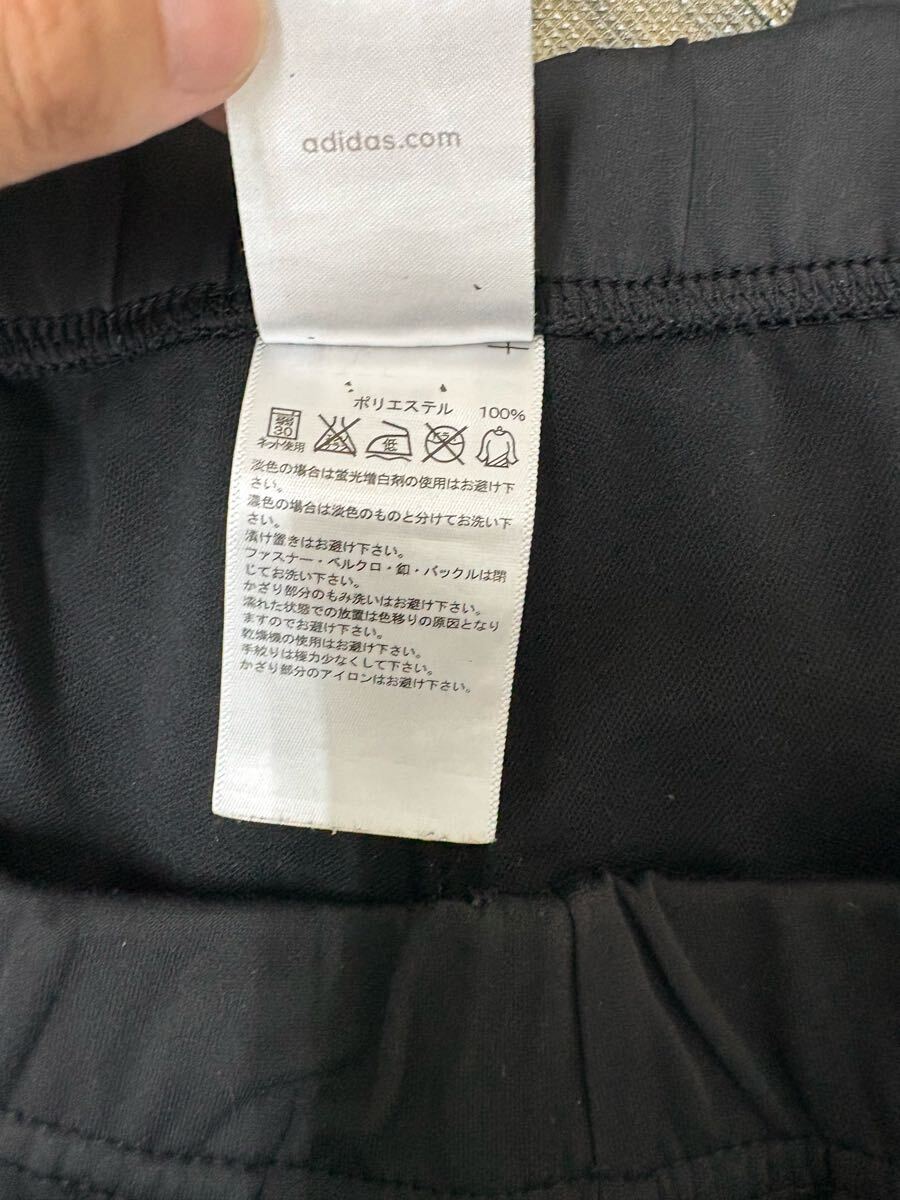 adidas.com
ポリエステル 100%
30
低
ネット使用
淡色の場合は蛍光増白剤の使用はお避け下
さい。
濃色の場合は淡色のものと分けてお洗い下
さい。
漬け置きはお避け下さい。
ファスナー・ベルクロ・釦・バックルは閉
じてお洗い下さい。
かざり部分のもみ洗いはお避け下さい。
濡れた状態での放置は色移りの原因となり
ますのでお避け下さい。
乾燥機の使用はお避け下さい。
手絞りは極力少なくして下さい。
かざり部分のアイロンはお避け下さい。